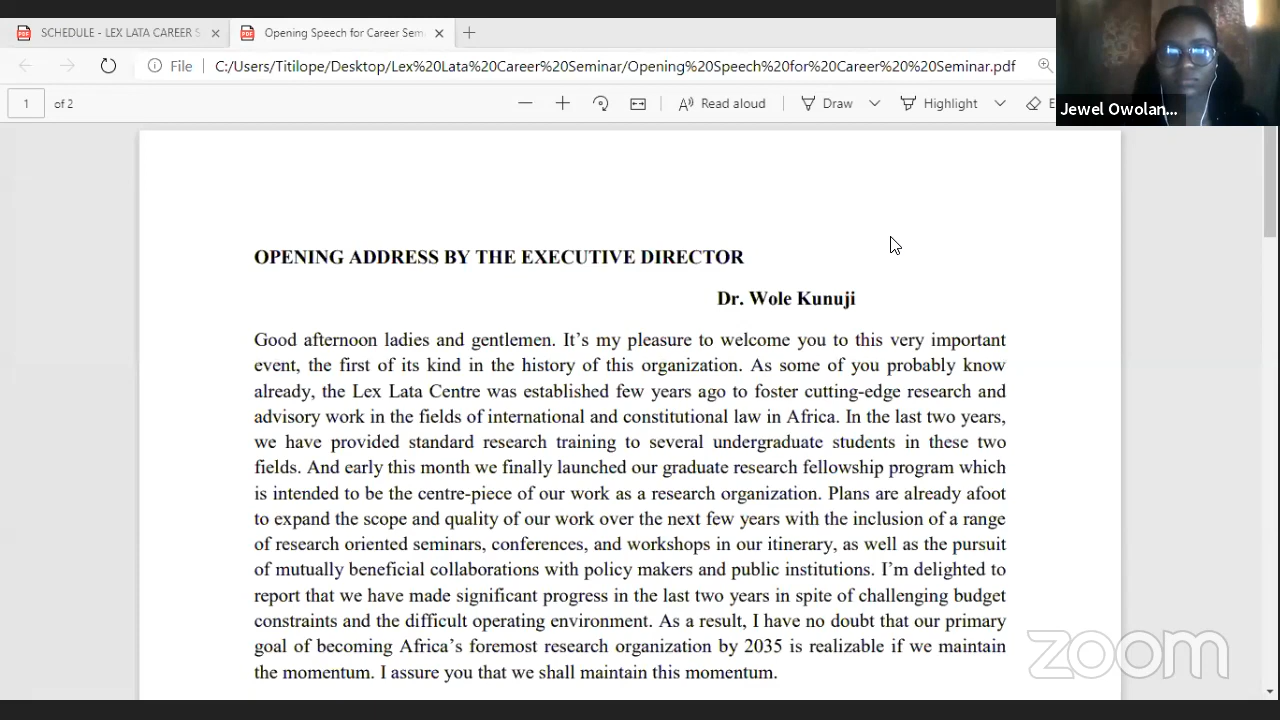 SCHEDULE - LEX LATA CAREER S
Opening Speech for Career Sem
File
C:/Users/Titilope/Desktop/Lex%20Lata%20Career%20Seminar/Opening%20Speech%20for%20Career%20%20Seminar.pdf
1 of 2
Read aloud
Draw
Highlight
E
Jewel Owolan...
OPENING ADDRESS BY THE EXECUTIVE DIRECTOR
Dr. Wole Kunuji
Good afternoon ladies and gentlemen. It's my pleasure to welcome you to this very important
event, the first of its kind in the history of this organization. As some of you probably know
already, the Lex Lata Centre was established few years ago to foster cutting-edge research and
advisory work in the fields of international and constitutional law in Africa. In the last two years,
we have provided standard research training to several undergraduate students in these two
fields. And early this month we finally launched our graduate research fellowship program which
is intended to be the centre-piece of our work as a research organization. Plans are already afoot
to expand the scope and quality of our work over the next few years with the inclusion of a range
of research oriented seminars, conferences, and workshops in our itinerary, as well as the pursuit
of mutually beneficial collaborations with policy makers and public institutions. I'm delighted to
report that we have made significant progress in the last two years in spite of challenging budget
constraints and the difficult operating environment. As a result, I have no doubt that our primary
goal of becoming Africa's foremost research organization by 2035 is realizable if we maintain
the momentum. I assure you that we shall maintain this momentum.
zoom